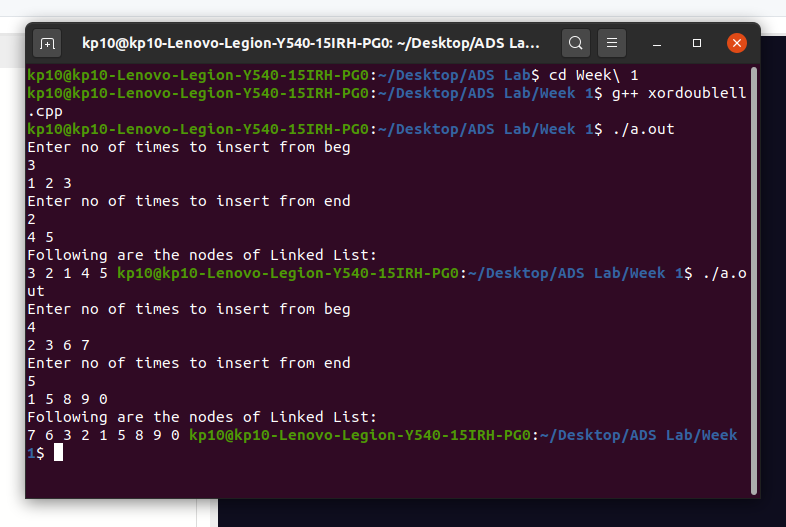 kp10@kp10-Lenovo-Legion-Y540-15IRH-PG0: ~/Desktop/ADS La...
kp10@kp10-Lenovo-Legion-Y540-15IRH-PG0:~/Desktop/ADS Lab$ cd Week\ 1
kp10@kp10-Lenovo-Legion-Y540-15IRH-PG0:~/Desktop/ADS Lab/Week 1$ g++ xordoublell
.cpp
kp10@kp10-Lenovo-Legion-Y540-15IRH-PG0:~/Desktop/ADS Lab/Week 1$ ./a.out
Enter no of times to insert from beg
3
1 2 3
Enter no of times to insert from end
2
4 5
Following are the nodes of Linked List:
3 2 1 4 5 kp10@kp10-Lenovo-Legion-Y540-15IRH-PG0:~/Desktop/ADS Lab/Week 1$ ./a.o
ut
Enter no of times to insert from beg
4
2 3 6 7
Enter no of times to insert from end
5
1 5 8 9 0
Following are the nodes of Linked List:
7 6 3 2 1 5 8 9 0 kp10@kp10-Lenovo-Legion-Y540-15IRH-PG0:~/Desktop/ADS Lab/Week
1$